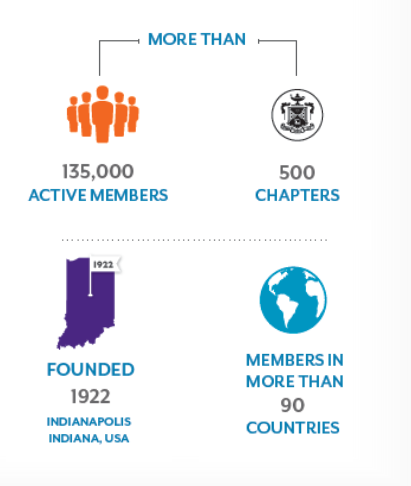 MORE THAN
135,000
ACTIVE MEMBERS
500
CHAPTERS
1922
FOUNDED
1922
INDIANAPOLIS
INDIANA, USA
MEMBERS IN
MORE THAN
90
COUNTRIES